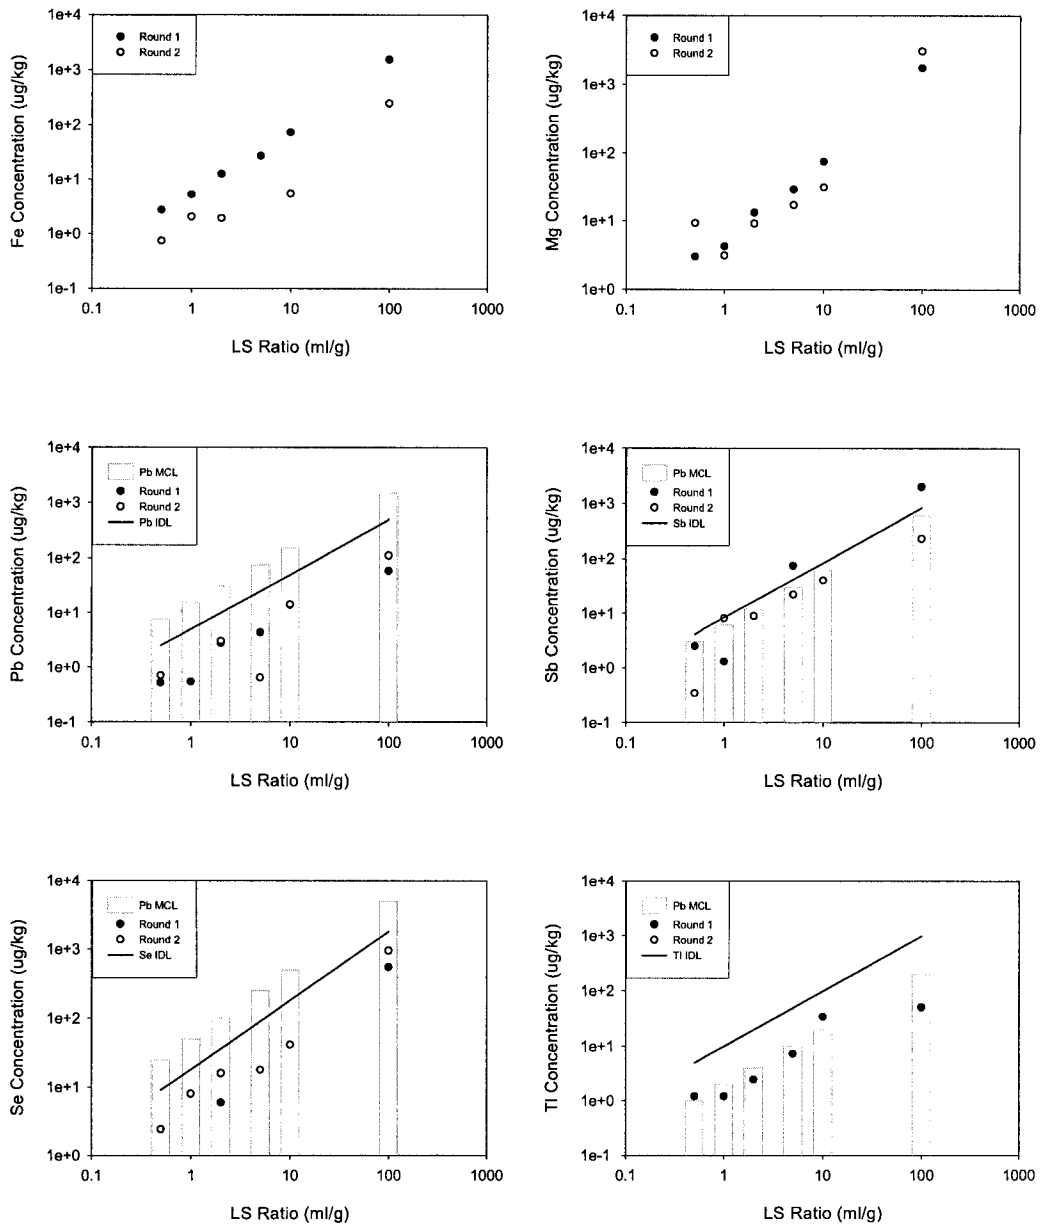 Fe Concentration (ug/kg)
1e+4
1e+3
1e+2
1e+1
1e+0
1e-1
Round 1
Round 2
0.1
1
10
100
1000
LS Ratio (ml/g)
Mg Concentration (ug/kg)
1e+4
1e+3
1e+2
1e+1
1e+0
Round 1
Round 2
0.1
1
10
100
1000
LS Ratio (ml/g)
Pb Concentration (ug/kg)
1e+4
1e+3
1e+2
1e+1
1e+0
1e-1
Pb MCL
Round 1
Round 2
Pb IDL
0.1
1
10
100
1000
LS Ratio (ml/g)
Sb Concentration (ug/kg)
1e+4
1e+3
1e+2
1e+1
1e+0
1e-1
Pb MCL
Round 1
Round 2
Sb IDL
0.1
1
10
100
1000
LS Ratio (ml/g)
Se Concentration (ug/kg)
1e+4
1e+3
1e+2
1e+1
1e+0
Pb MCL
Round 1
Round 2
Se IDL
0.1
1
10
100
1000
LS Ratio (ml/g)
Tl Concentration (ug/kg)
1e+4
1e+3
1e+2
1e+1
1e+0
1e-1
Pb MCL
Round 1
Round 2
Tl IDL
0.1
1
10
100
1000
LS Ratio (ml/g)